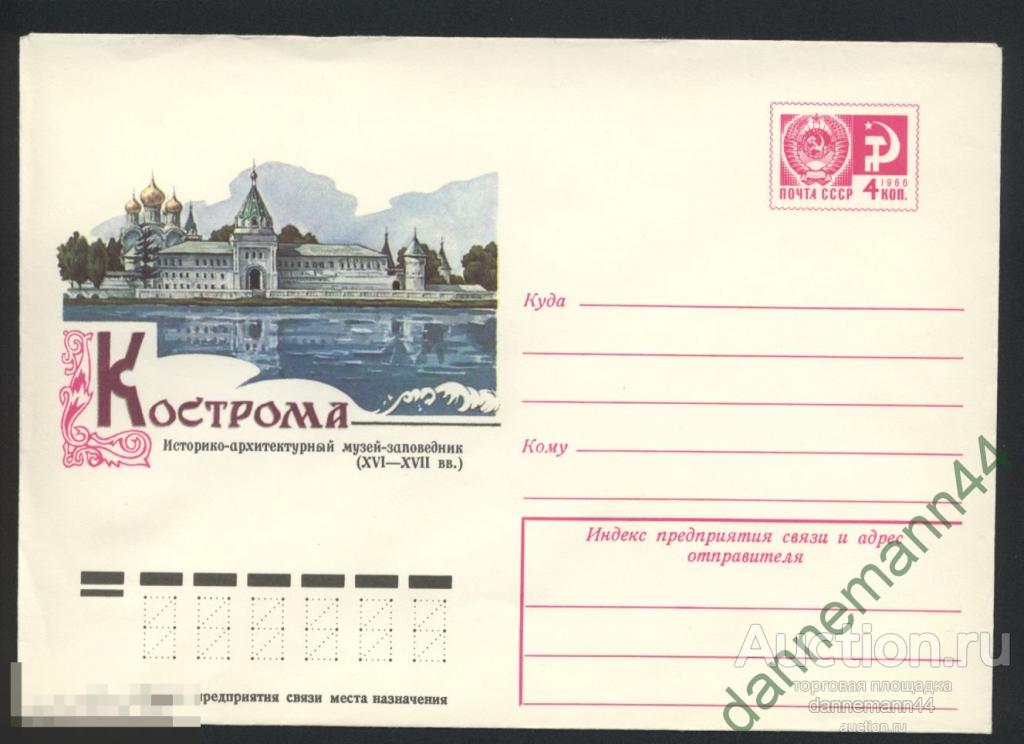 ПОЧТА СССР
1966
4 КОП.
Кострома
Историко-архитектурный музей-заповедник
(XVI—XVII вв.)
Куда
Кому
Индекс предприятия связи и адрес
отправителя
предприятия связи места назначения
dannemann44
Auction.ru
торговая площадка
dannemann44
auction.ru